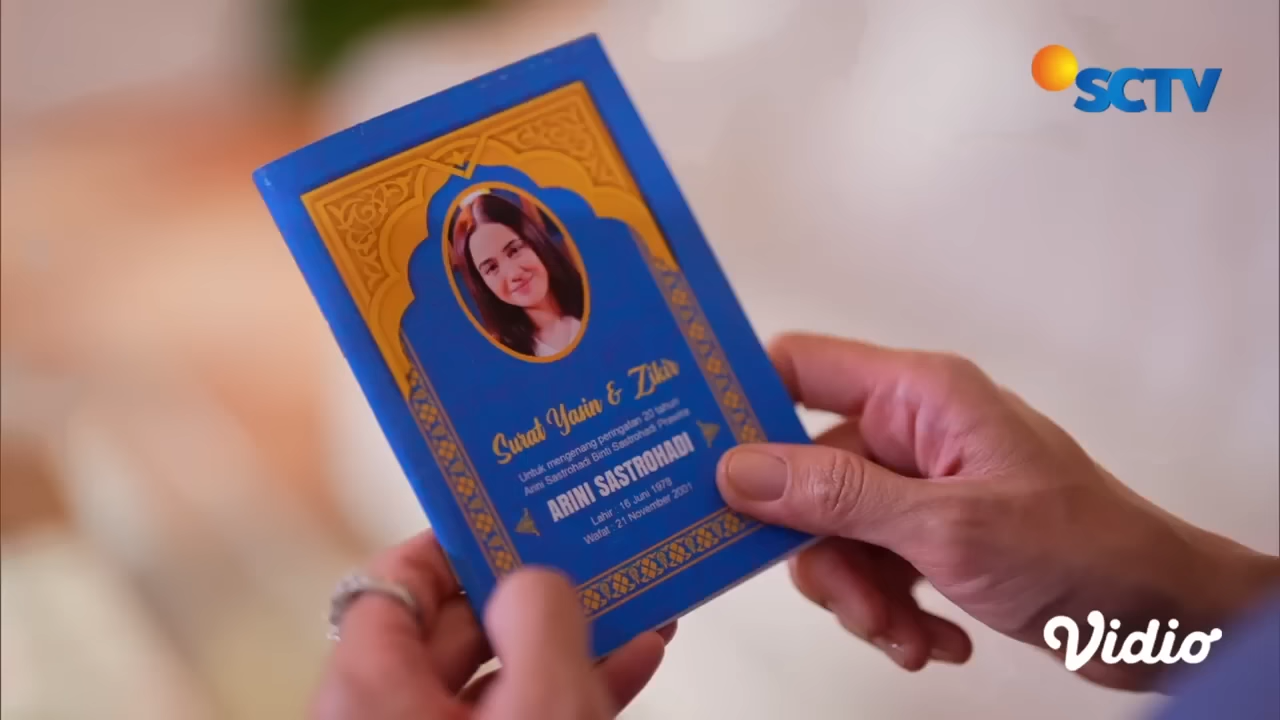 SCTV
Surat Yasin & Zikir
Untuk mengenang peringatan 20 tahun
Arini Sastrohadi Binti Sastrohadi Prawira
ARINI SASTROHADI
Lahir : 16 Juni 1978
Wafat : 21 November 2001
Vidio